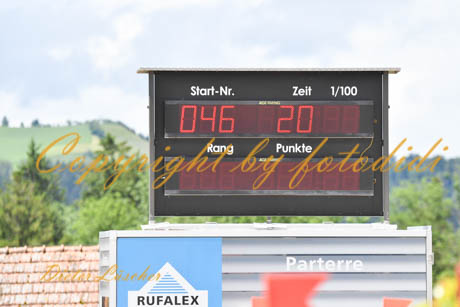 Start-Nr. Zeit 1/100
046 20
Rang Punkte
Copyright by fotodidi
Parterre
RUFALEX